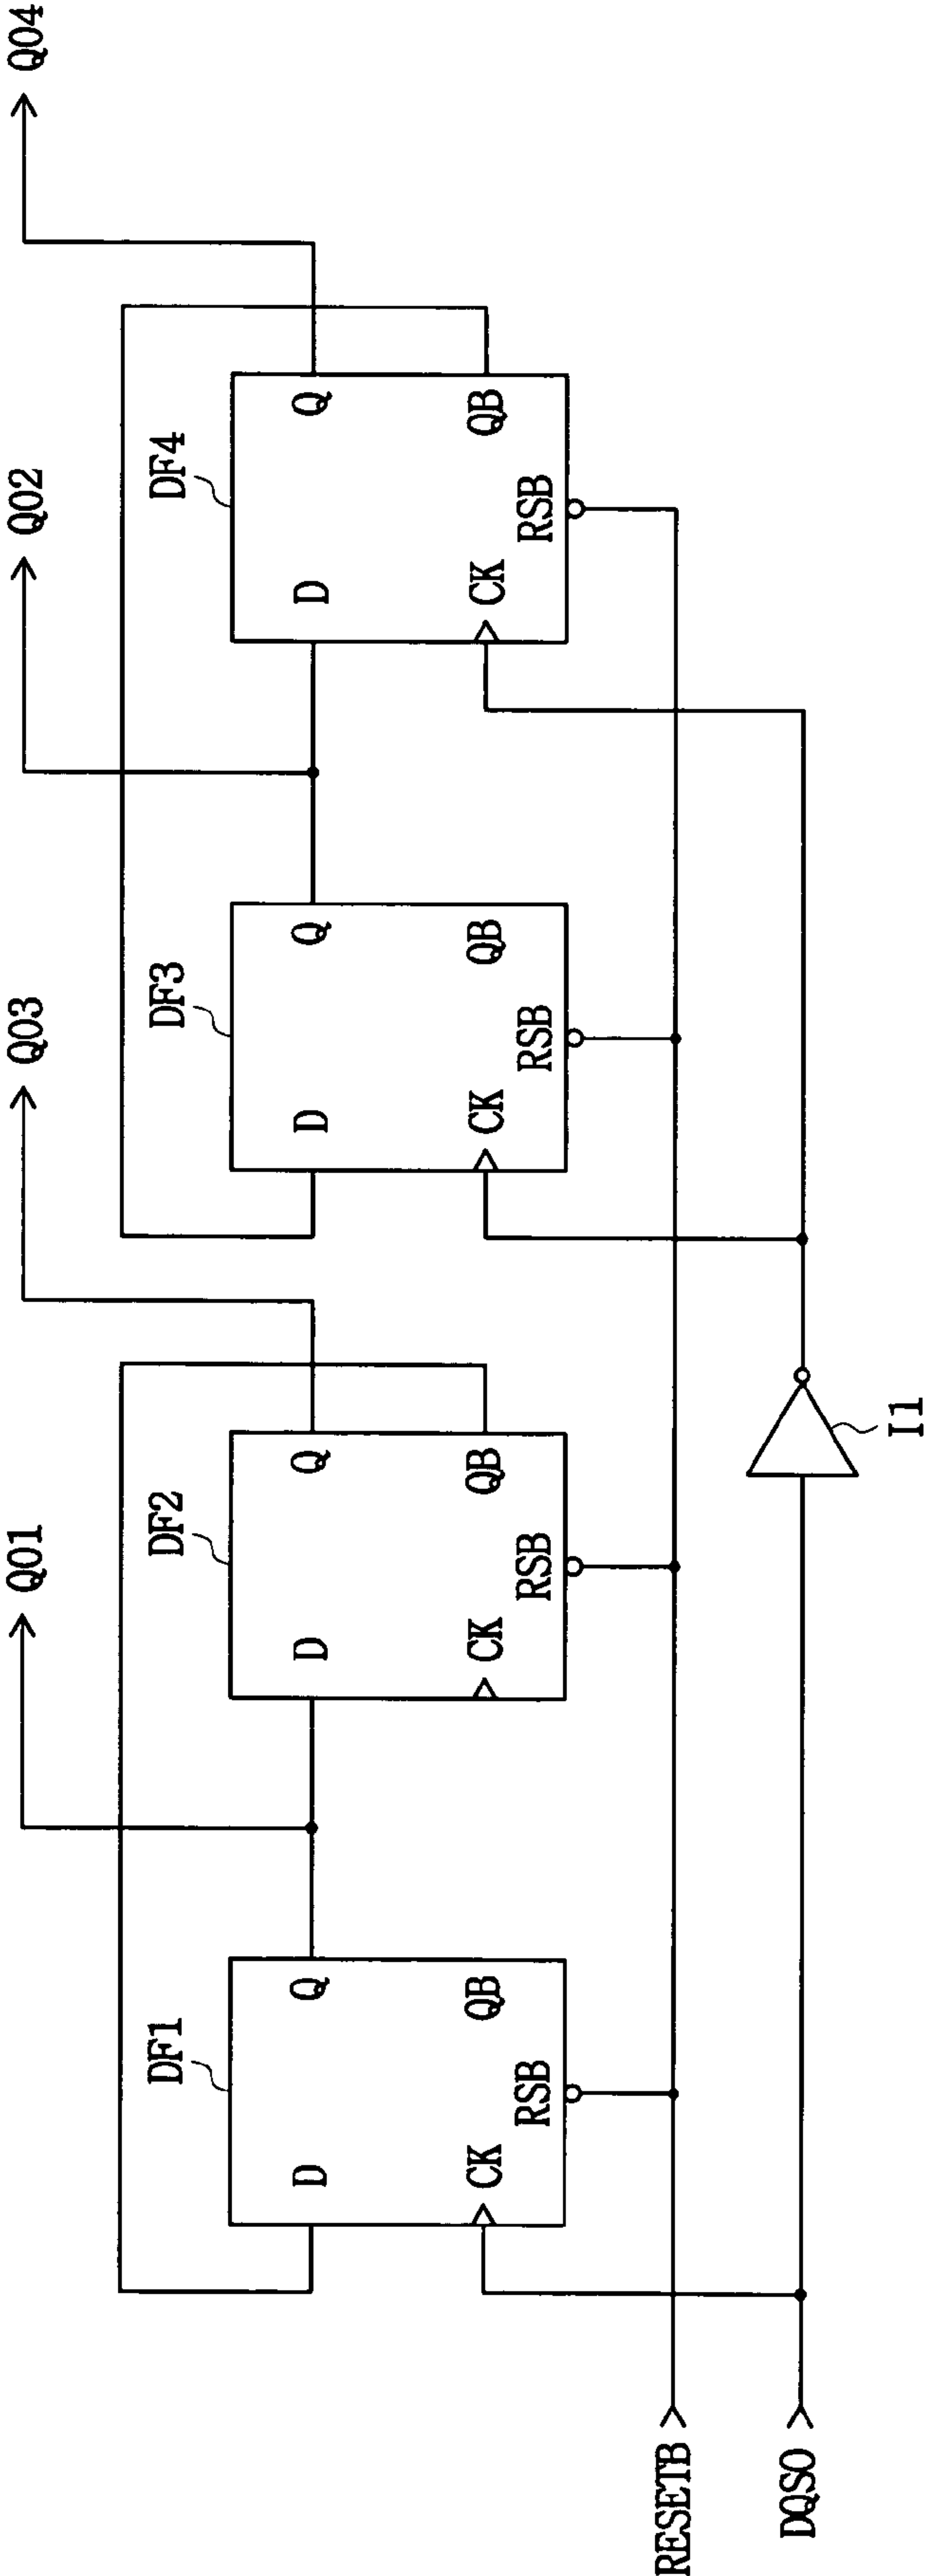 Q01
Q03
Q02
Q04
DF1
DF2
DF3
DF4
D
Q
D
Q
D
Q
D
Q
CK
QB
CK
QB
CK
QB
CK
QB
RSB
RSB
RSB
RSB
RESETB
DQSO
I1